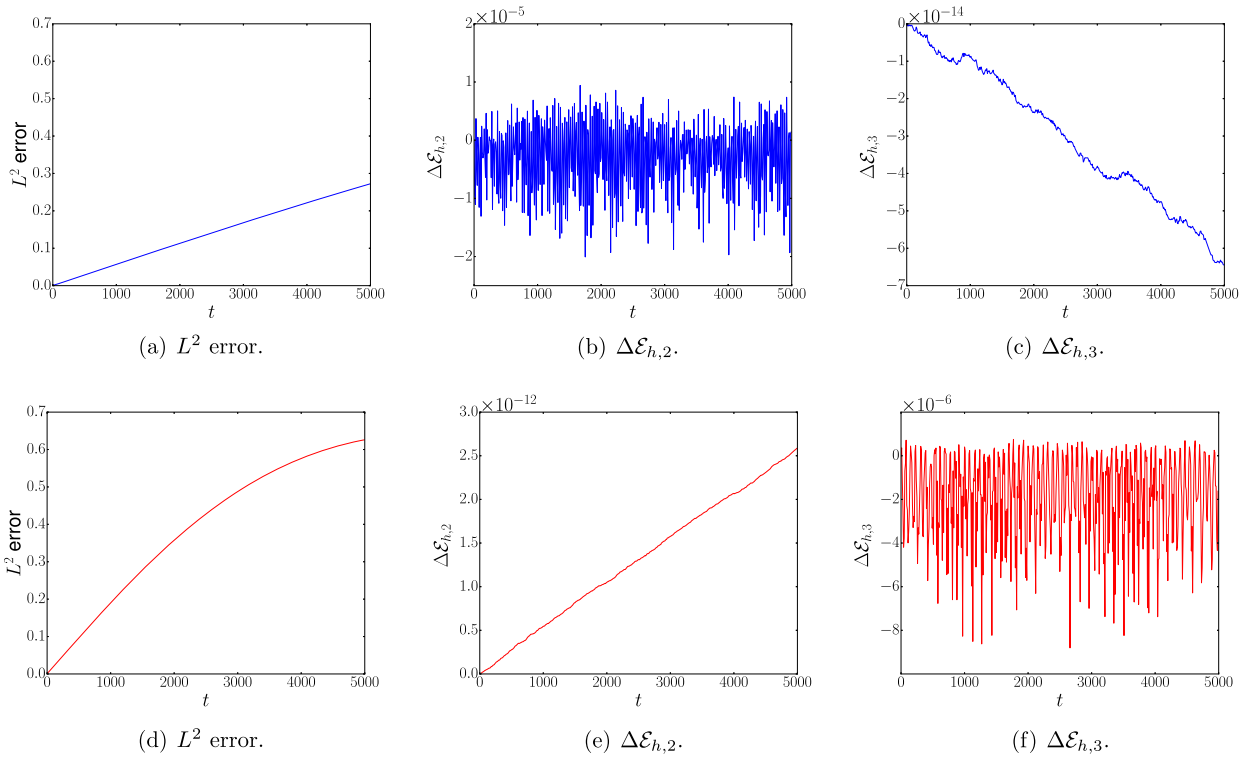 0.7
0.6
0.5
0.4
0.3
0.2
0.1
0.0
L² error
0 1000 2000 3000 4000 5000
t
(a) L² error.
×10⁻⁵
2
1
0
−1
−2
Δℰₕ,₂
0 1000 2000 3000 4000 5000
t
(b) Δℰₕ,₂.
×10⁻¹⁴
0
−1
−2
−3
−4
−5
−6
−7
Δℰₕ,₃
0 1000 2000 3000 4000 5000
t
(c) Δℰₕ,₃.
0.7
0.6
0.5
0.4
0.3
0.2
0.1
0.0
L² error
0 1000 2000 3000 4000 5000
t
(d) L² error.
×10⁻¹²
3.0
2.5
2.0
1.5
1.0
0.5
0.0
Δℰₕ,₂
0 1000 2000 3000 4000 5000
t
(e) Δℰₕ,₂.
×10⁻⁶
0
−2
−4
−6
−8
Δℰₕ,₃
0 1000 2000 3000 4000 5000
t
(f) Δℰₕ,₃.